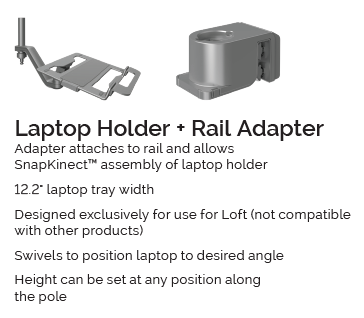 Laptop Holder + Rail Adapter
Adapter attaches to rail and allows
SnapKinect™ assembly of laptop holder
12.2" laptop tray width
Designed exclusively for use for Loft (not compatible
with other products)
Swivels to position laptop to desired angle
Height can be set at any position along
the pole